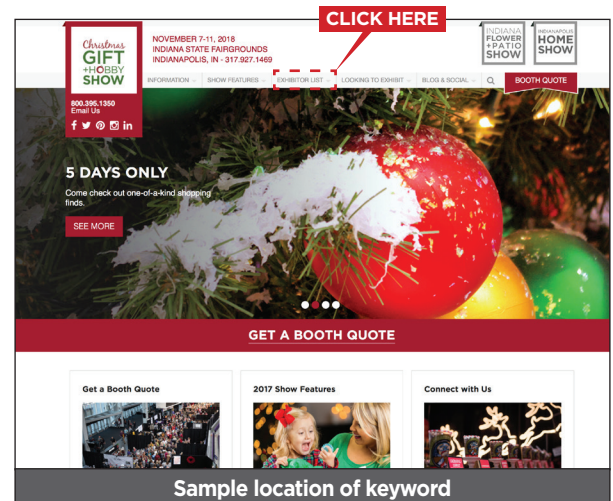 CLICK HERE
Christmas
GIFT
+HOBBY
SHOW
NOVEMBER 7-11, 2018
INDIANA STATE FAIRGROUNDS
INDIANAPOLIS, IN - 317.927.1469
INDIANA
FLOWER
+PATIO
SHOW
INDIANAPOLIS
HOME
SHOW
INFORMATION
SHOW FEATURES
EXHIBITOR LIST
LOOKING TO EXHIBIT
BLOG & SOCIAL
BOOTH QUOTE
800.395.1350
Email Us
5 DAYS ONLY
Come check out one-of-a-kind shopping
finds.
SEE MORE
GET A BOOTH QUOTE
Get a Booth Quote
2017 Show Features
Connect with Us
Sample location of keyword